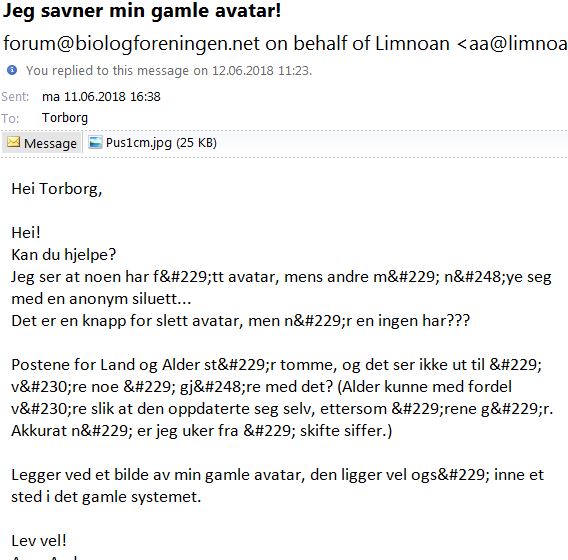 Jeg savner min gamle avatar!
forum@biologforeningen.net on behalf of Limnoan <aa@limnoa
You replied to this message on 12.06.2018 11:23.
Sent: ma 11.06.2018 16:38
To: Torborg
Message Pus1cm.jpg (25 KB)
Hei Torborg,
Hei!
Kan du hjelpe?
Jeg ser at noen har f&#229;tt avatar, mens andre m&#229; n&#248;ye seg
med en anonym siluett...
Det er en knapp for slett avatar, men n&#229;r en ingen har???
Postene for Land og Alder st&#229;r tomme, og det ser ikke ut til &#229;
v&#230;re noe &#229; gj&#248;re med det? (Alder kunne med fordel
v&#230;re slik at den oppdaterte seg selv, ettersom &#229;rene g&#229;r.
Akkurat n&#229; er jeg uker fra &#229; skifte siffer.)
Legger ved et bilde av min gamle avatar, den ligger vel ogs&#229; inne et
sted i det gamle systemet.
Lev vel!